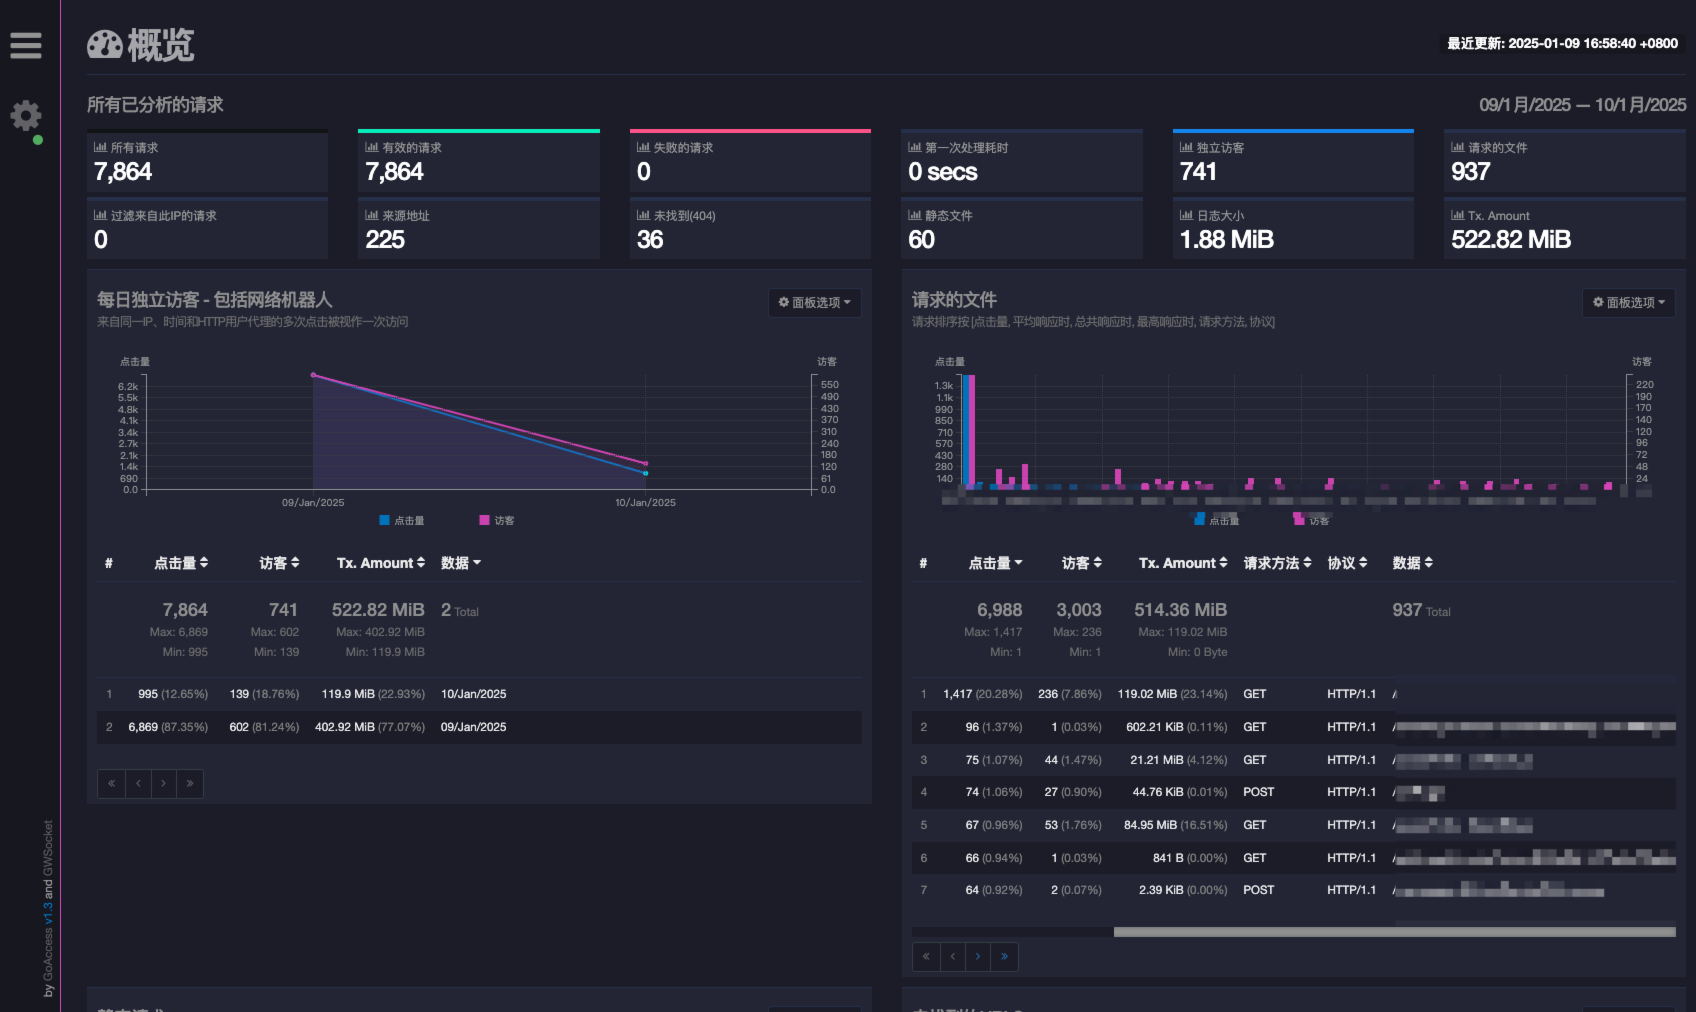 概览
最近更新: 2025-01-09 16:58:40 +0800
所有已分析的请求
09/1月/2025 — 10/1月/2025
所有请求
7,864
有效的请求
7,864
失败的请求
0
第一次处理耗时
0 secs
独立访客
741
请求的文件
937
过滤来自此IP的请求
0
来源地址
225
未找到(404)
36
静态文件
60
日志大小
1.88 MiB
Tx. Amount
522.82 MiB
每日独立访客 - 包括网络机器人
面板选项
来自同一IP、时间和HTTP用户代理的多次点击被视作一次访问
点击量 访客
6.2k 550
5.5k 490
4.8k 430
4.1k 370
3.4k 310
2.7k 240
2.1k 180
1.4k 120
690 61
0.0 0.0
09/Jan/2025 10/Jan/2025
点击量 访客
# 点击量 访客 Tx. Amount 数据
7,864 741 522.82 MiB 2 Total
Max: 6,869 Max: 602 Max: 402.92 MiB
Min: 995 Min: 139 Min: 119.9 MiB
1 995 (12.65%) 139 (18.76%) 119.9 MiB (22.93%) 10/Jan/2025
2 6,869 (87.35%) 602 (81.24%) 402.92 MiB (77.07%) 09/Jan/2025
« ‹ › »
请求的文件
面板选项
请求排序按 [点击量, 平均响应时, 总共响应时, 最高响应时, 请求方法, 协议]
点击量 访客
1.3k 220
1.1k 190
990 170
850 140
710 120
570 96
430 72
280 48
140 24
点击量 访客
# 点击量 访客 Tx. Amount 请求方法 协议 数据
6,988 3,003 514.36 MiB 937 Total
Max: 1,417 Max: 236 Max: 119.02 MiB
Min: 1 Min: 1 Min: 0 Byte
1 1,417 (20.28%) 236 (7.86%) 119.02 MiB (23.14%) GET HTTP/1.1 /
2 96 (1.37%) 1 (0.03%) 602.21 KiB (0.11%) GET HTTP/1.1 /
3 75 (1.07%) 44 (1.47%) 21.21 MiB (4.12%) GET HTTP/1.1 /
4 74 (1.06%) 27 (0.90%) 44.76 KiB (0.01%) POST HTTP/1.1 /
5 67 (0.96%) 53 (1.76%) 84.95 MiB (16.51%) GET HTTP/1.1 /
6 66 (0.94%) 1 (0.03%) 841 B (0.00%) GET HTTP/1.1 /
7 64 (0.92%) 2 (0.07%) 2.39 KiB (0.00%) POST HTTP/1.1 /
« ‹ › »
by GoAccess v1.3 and GWSocket